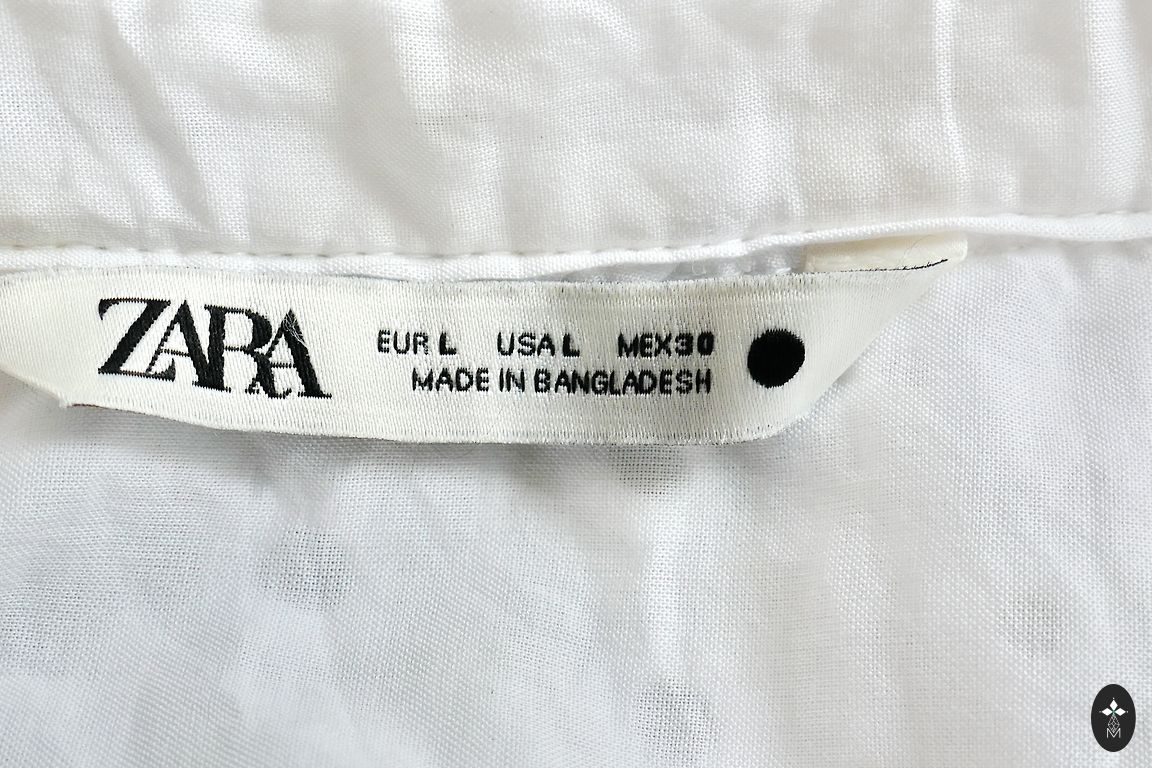 ZARA
EUR L USA L MEX 30
MADE IN BANGLADESH
M